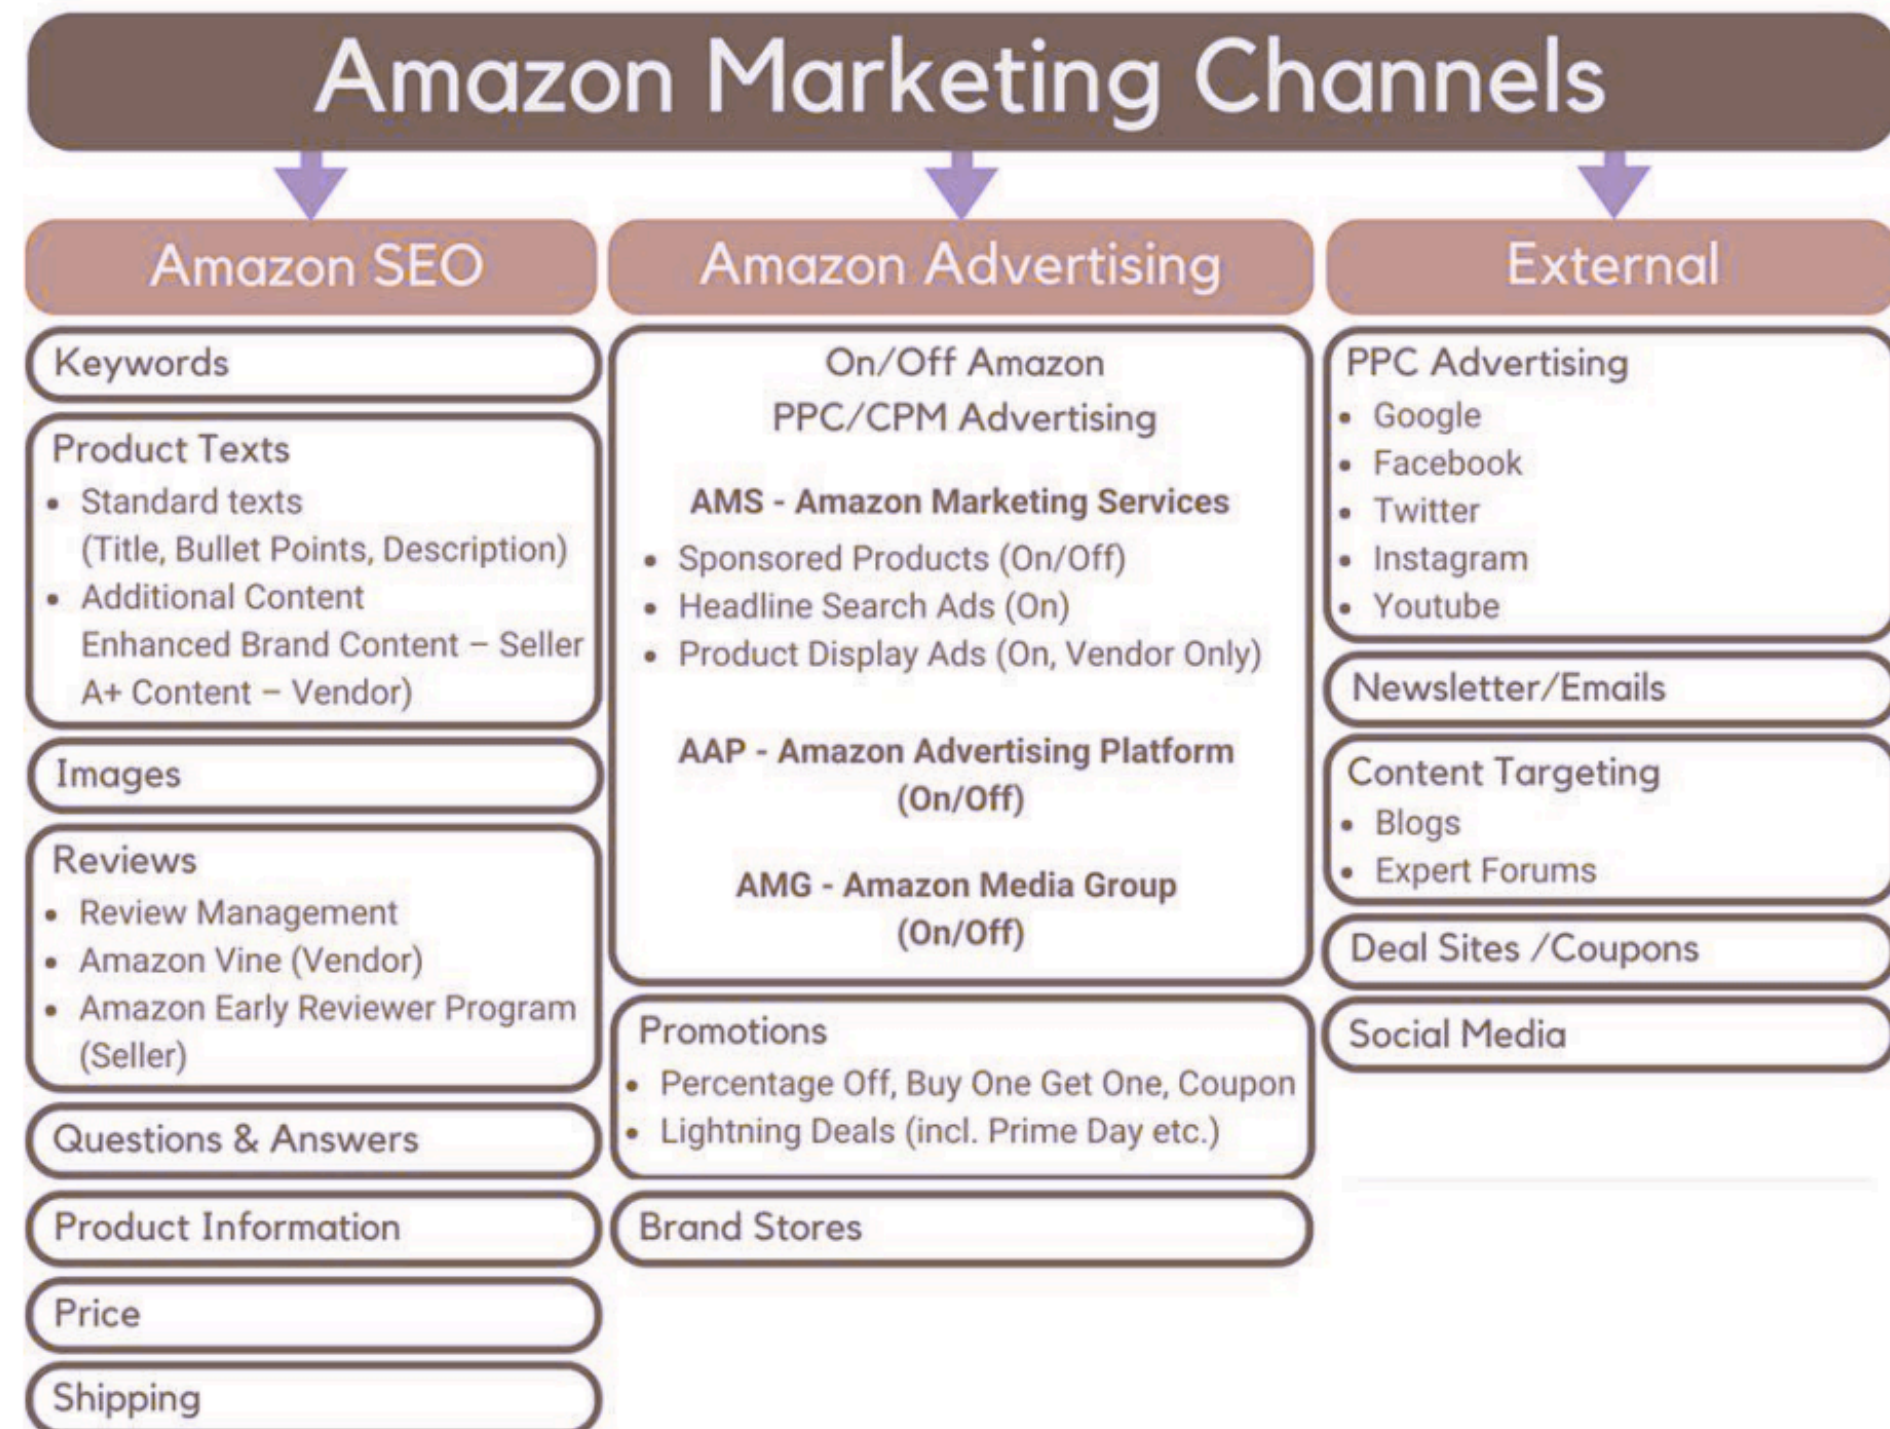 Amazon Marketing Channels
Amazon SEO
Keywords
Product Texts
• Standard texts
(Title, Bullet Points, Description)
• Additional Content
Enhanced Brand Content – Seller
A+ Content – Vendor)
Images
Reviews
• Review Management
• Amazon Vine (Vendor)
• Amazon Early Reviewer Program
(Seller)
Questions & Answers
Product Information
Price
Shipping
Amazon Advertising
On/Off Amazon
PPC/CPM Advertising
AMS - Amazon Marketing Services
• Sponsored Products (On/Off)
• Headline Search Ads (On)
• Product Display Ads (On, Vendor Only)
AAP - Amazon Advertising Platform
(On/Off)
AMG - Amazon Media Group
(On/Off)
Promotions
• Percentage Off, Buy One Get One, Coupon
• Lightning Deals (incl. Prime Day etc.)
Brand Stores
External
PPC Advertising
• Google
• Facebook
• Twitter
• Instagram
• Youtube
Newsletter/Emails
Content Targeting
• Blogs
• Expert Forums
Deal Sites /Coupons
Social Media